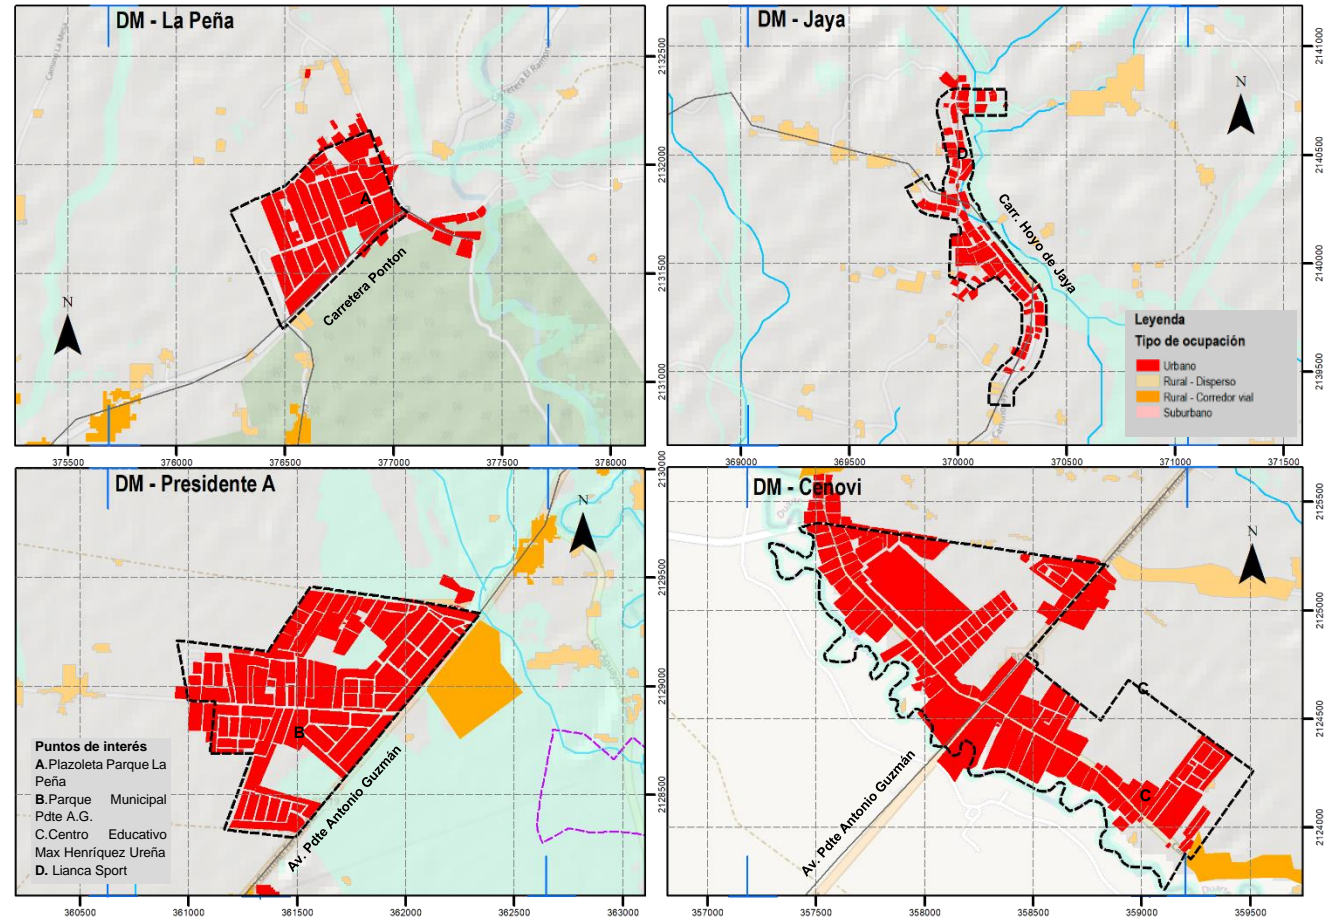 DM - La Peña
N
A
Carretera Ponton
2132500
2132000
2131500
2131000
375500
376000
376500
377000
377500
378000
DM - Jaya
N
D
Carr. Hoyo de Jaya
Leyenda
Tipo de ocupación
Urbano
Rural - Disperso
Rural - Corredor vial
Suburbano
2141000
2140500
2140000
2139500
369000
369500
370000
370500
371000
371500
DM - Presidente A
N
B
Av. Pdte Antonio Guzmán
Puntos de interés
A.Plazoleta Parque La
Peña
B.Parque Municipal
Pdte A.G.
C.Centro Educativo
Max Henríquez Ureña
D. Lianca Sport
2130000
2129500
2129000
2128500
360500
361000
361500
362000
362500
363000
DM - Cenovi
N
C
C
Av. Pdte Antonio Guzmán
2125500
2125000
2124500
2124000
357000
357500
358000
358500
359000
359500